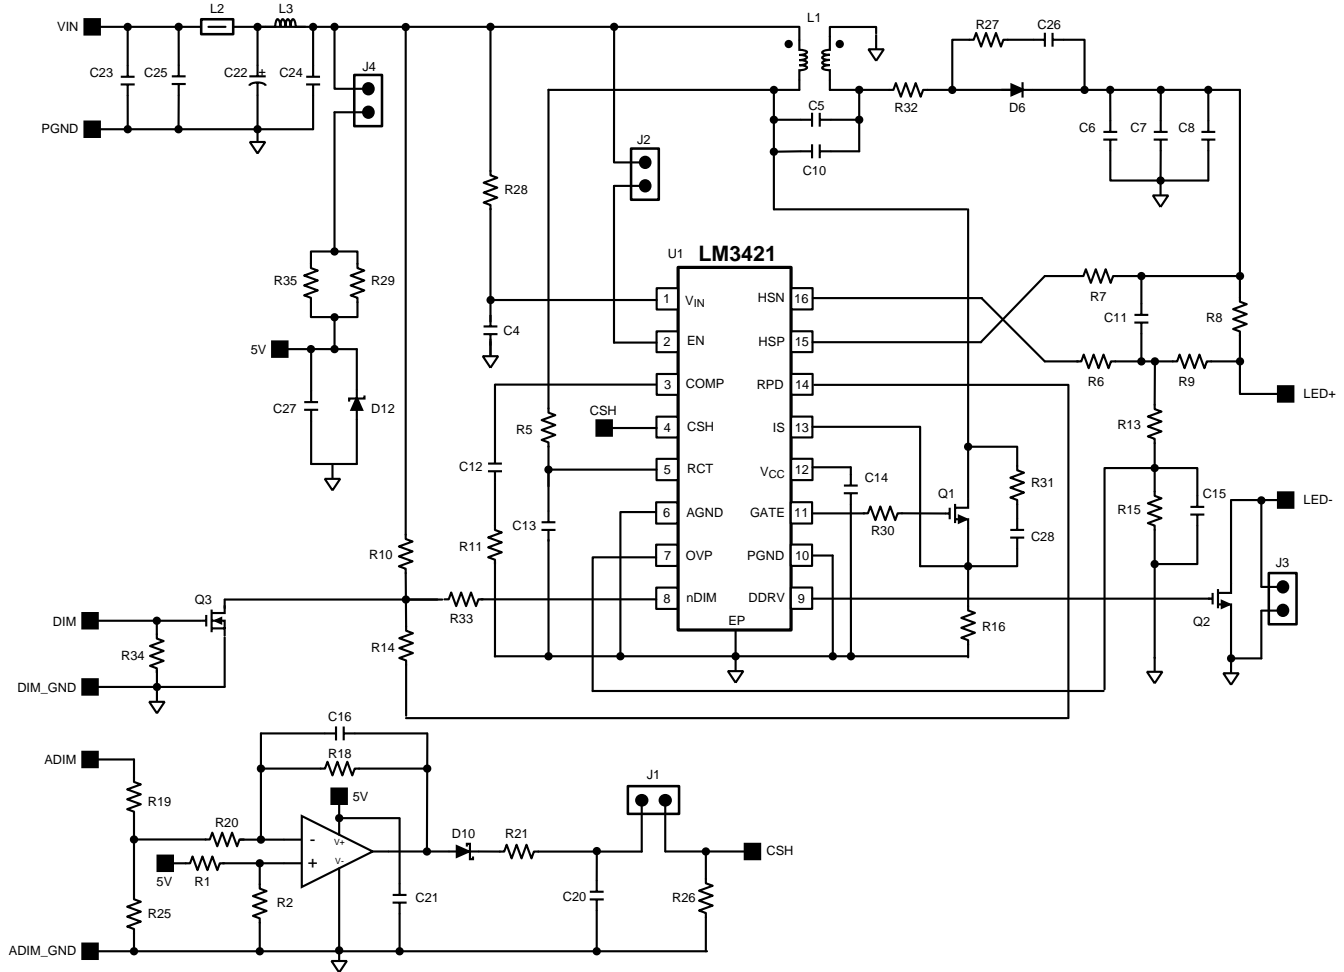 L2
L3
L1
R27
C26
VIN
C23
C25
C22
+
C24
J4
R32
D6
C5
C6
C7
C8
PGND
J2
C10
R28
U1
LM3421
R35
R29
1
VIN
HSN
16
R7
C4
C11
R8
5V
2
EN
HSP
15
R6
R9
C27
D12
3
COMP
RPD
14
LED+
CSH
R5
4
CSH
IS
13
R13
C12
5
RCT
VCC
12
C14
R31
Q1
C15
LED-
C13
6
AGND
GATE
11
R30
R15
R11
C28
R10
7
OVP
PGND
10
J3
Q3
8
nDIM
DDRV
9
R33
EP
Q2
DIM
R34
R14
R16
DIM_GND
C16
ADIM
R18
J1
R19
5V
R20
-
V+
D10
R21
CSH
+
V-
5V
R1
R25
R2
C21
C20
R26
ADIM_GND